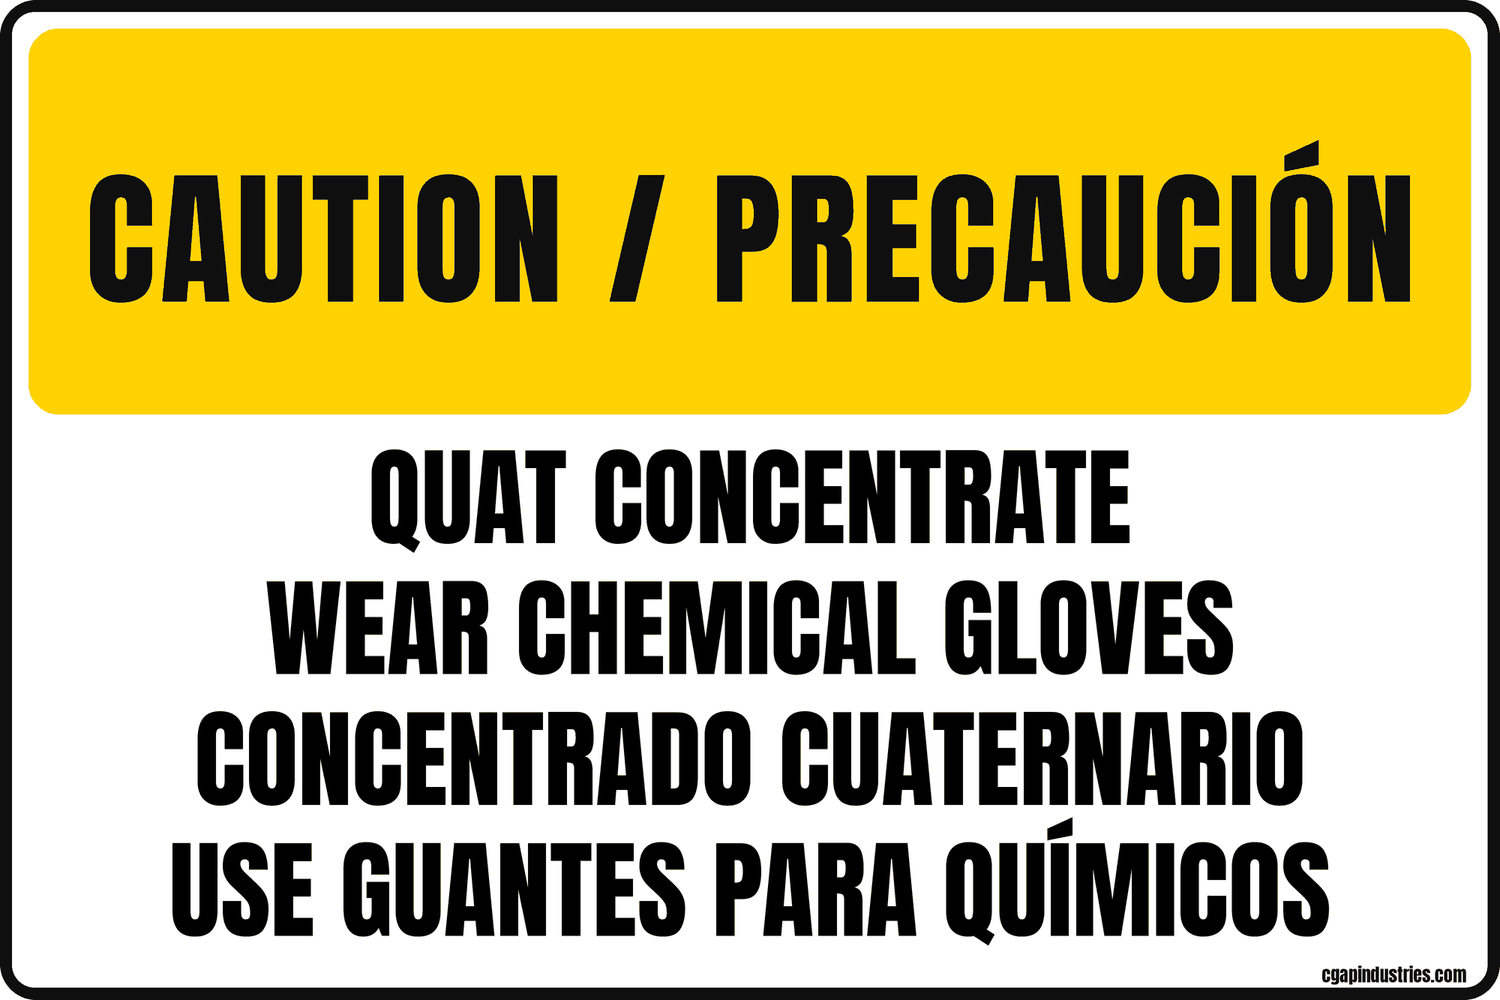 CAUTION / PRECAUCIÓN
QUAT CONCENTRATE
WEAR CHEMICAL GLOVES
CONCENTRADO CUATERNARIO
USE GUANTES PARA QUÍMICOS
cgapindustries.com